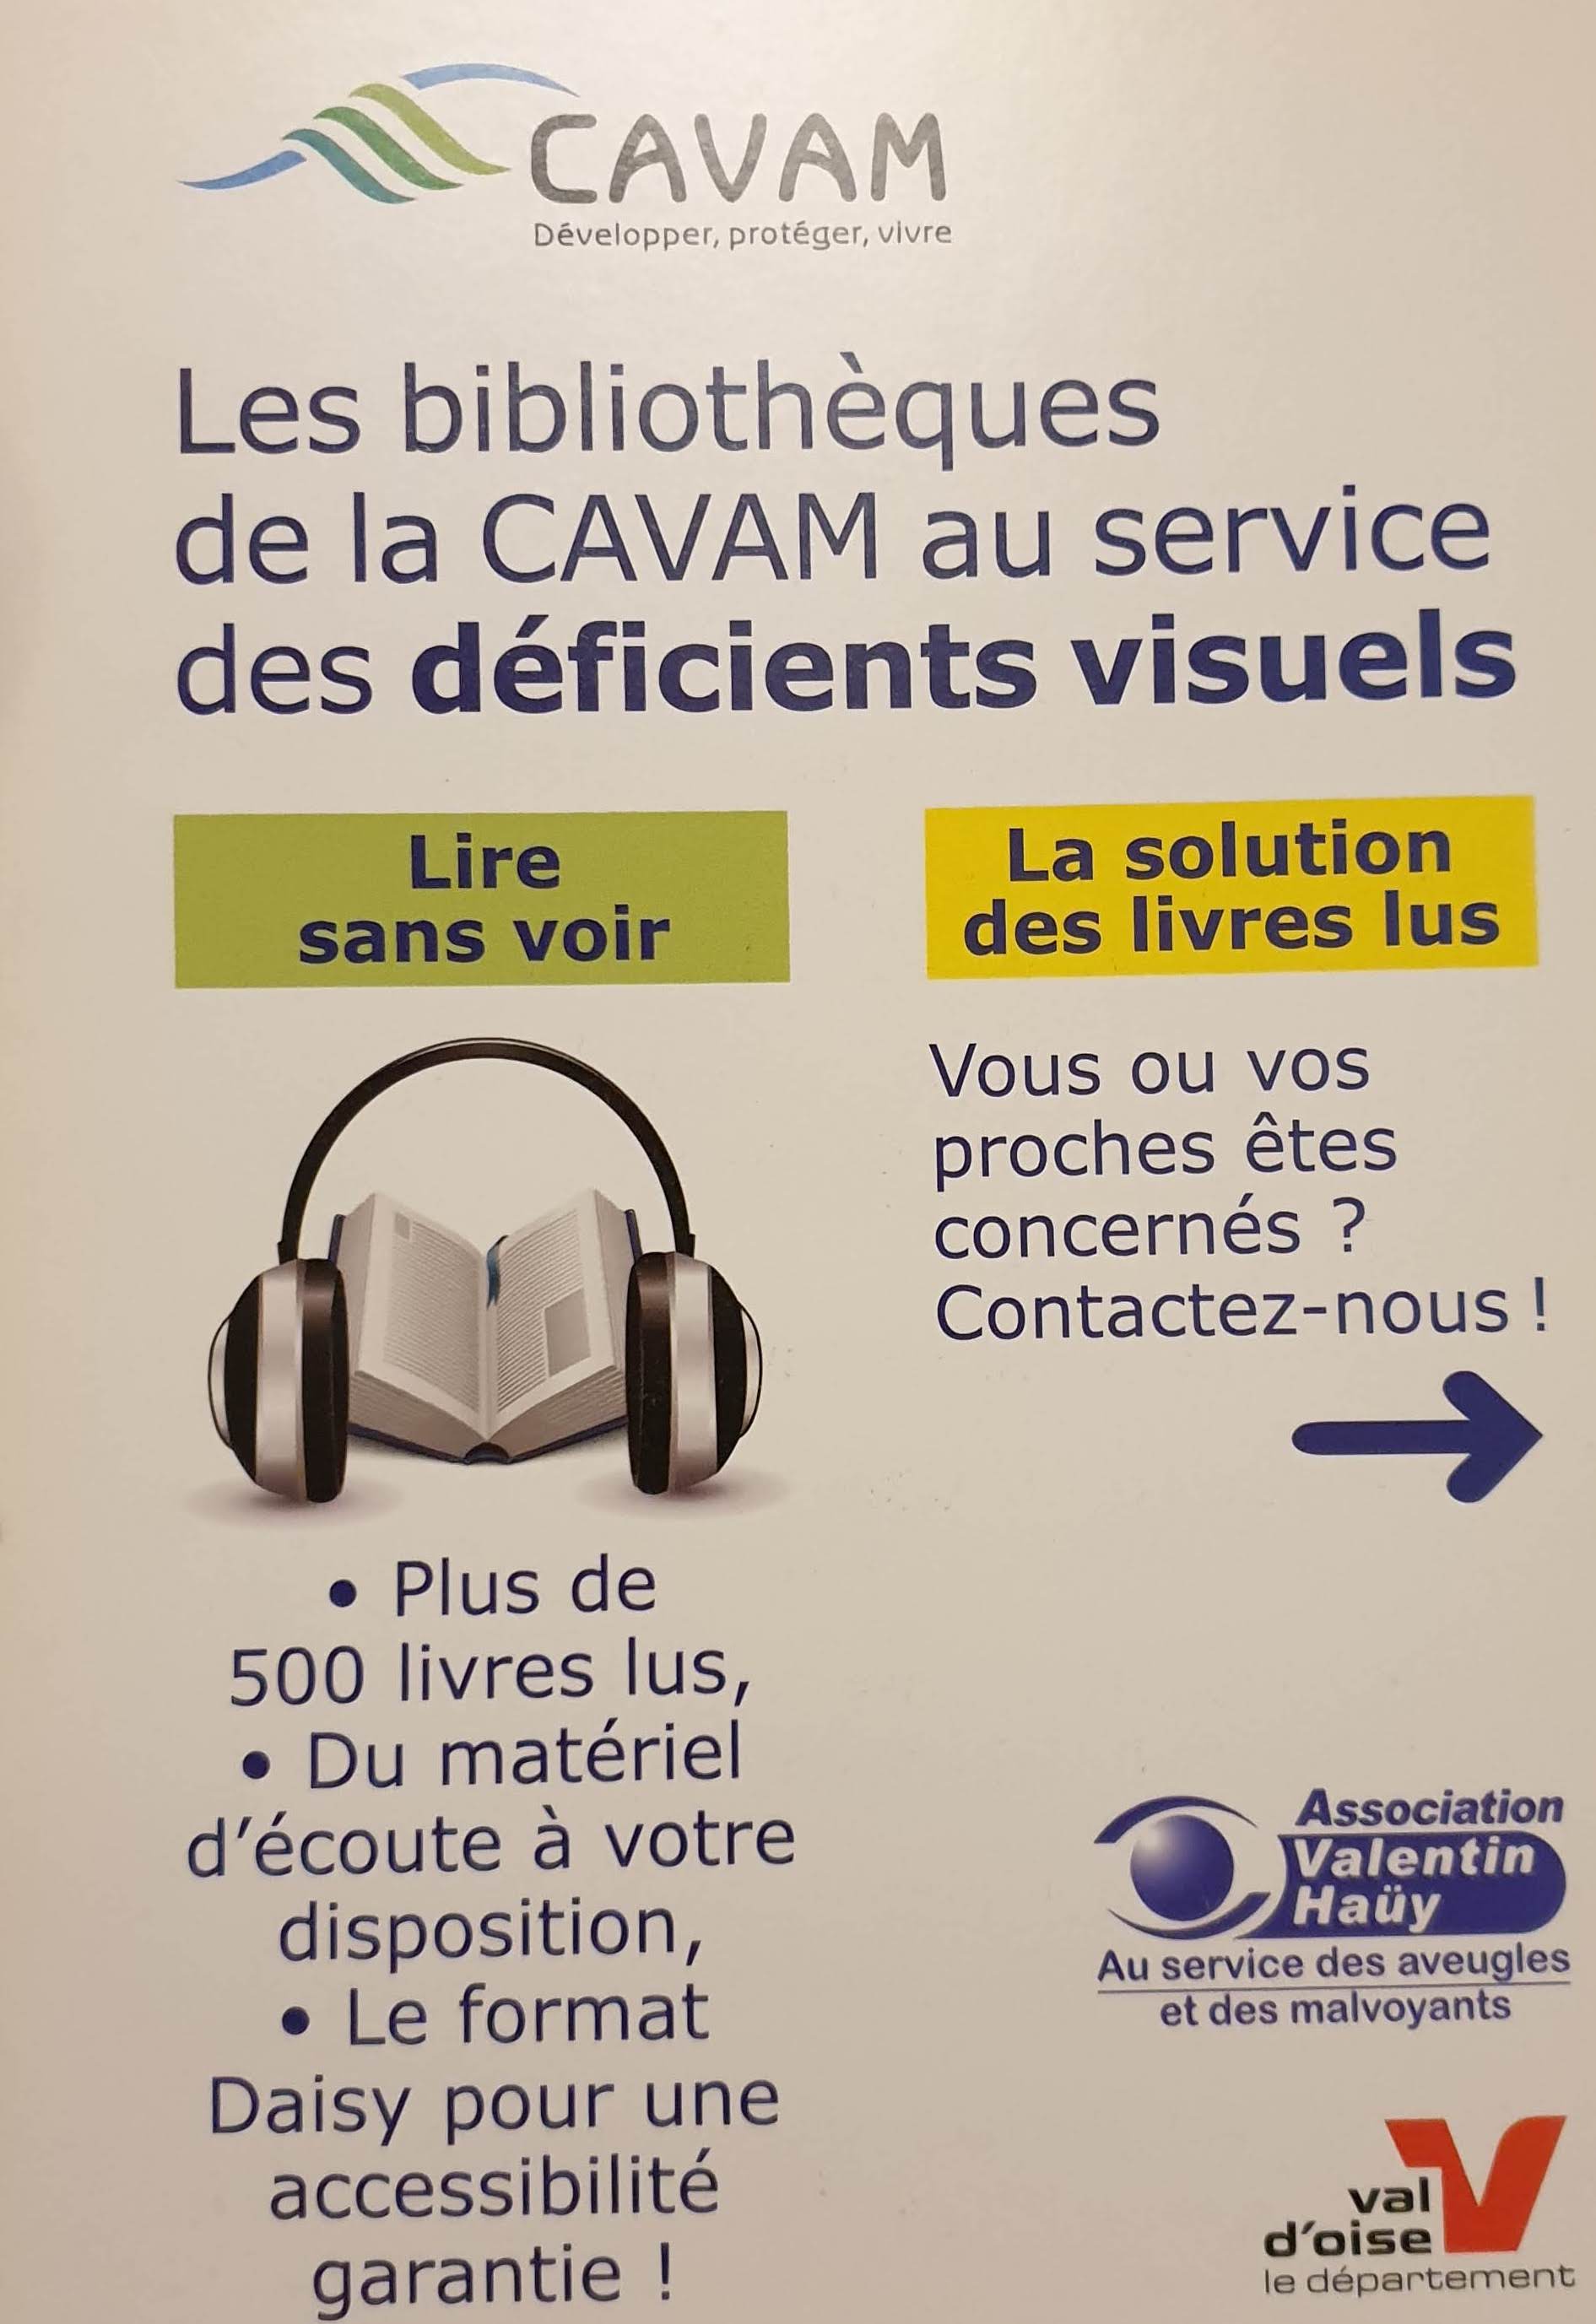 CAVAM
Développer, protéger, vivre
Les bibliothèques
de la CAVAM au service
des déficients visuels
Lire
sans voir
• Plus de
500 livres lus,
• Du matériel
d'écoute à votre
disposition,
• Le format
Daisy pour une
accessibilité
garantie !
La solution
des livres lus
Vous ou vos
proches êtes
concernés ?
Contactez-nous !
Association
Valentin
Haüy
Au service des aveugles
et des malvoyants
val
d'oise
le département